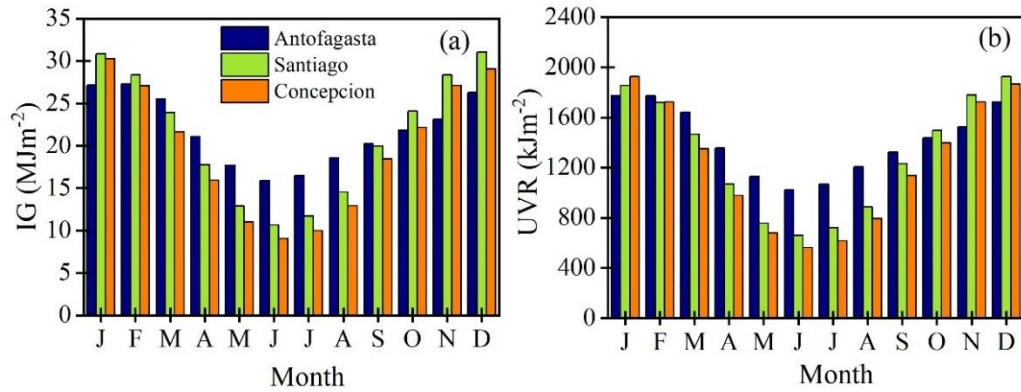 (a)
Antofagasta
Santiago
Concepcion
IG (MJm-2)
35
30
25
20
15
10
5
0
J F M A M J J A S O N D
Month
(b)
UVR (kJm-2)
2400
2000
1600
1200
800
400
0
J F M A M J J A S O N D
Month